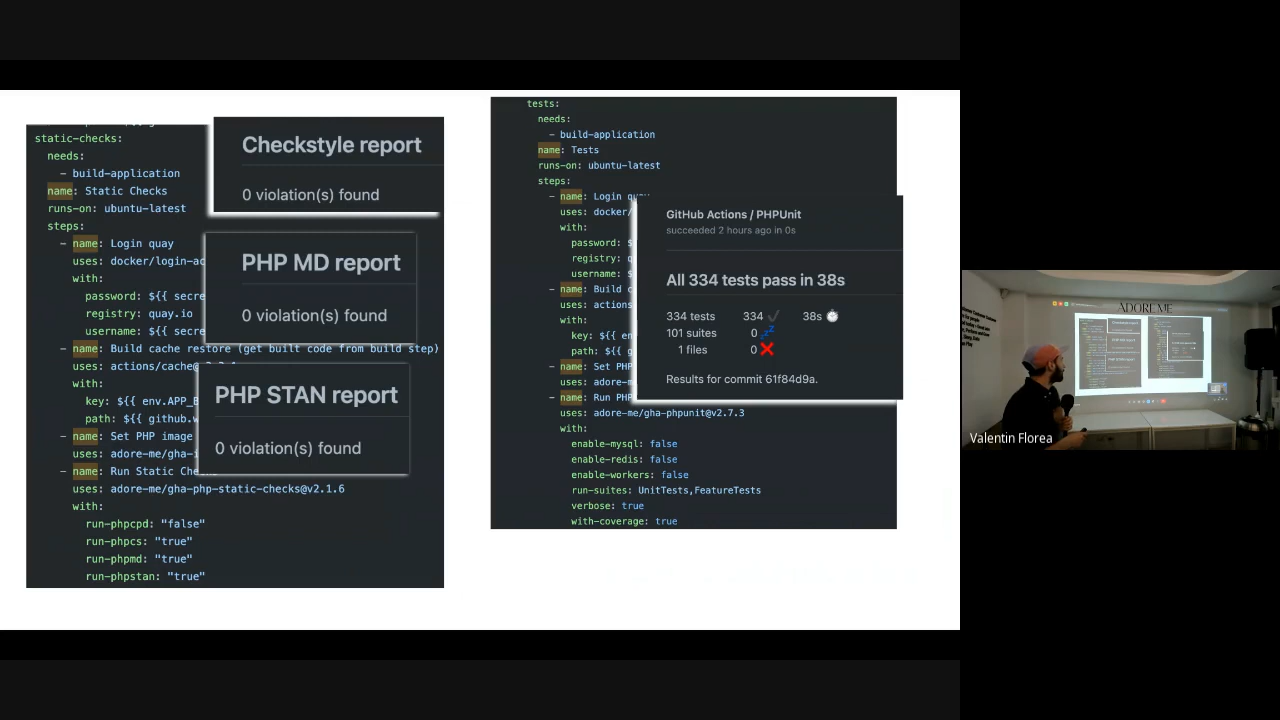 static-checks:
needs:
- build-application
name: Static Checks
runs-on: ubuntu-latest
steps:
- name: Login quay
uses: docker/login-ac
with:
password: ${{ secre
registry: quay.io
username: ${{ secre
- name: Build cache restore (get built code from build step)
uses: actions/cache@
with:
key: ${{ env.APP_B
path: ${{ github.w
- name: Set PHP image
uses: adore-me/gha-i
- name: Run Static Che
uses: adore-me/gha-php-static-checks@v2.1.6
with:
run-phpcpd: "false"
run-phpcs: "true"
run-phpmd: "true"
run-phpstan: "true"
Checkstyle report
0 violation(s) found
PHP MD report
0 violation(s) found
PHP STAN report
0 violation(s) found
tests:
needs:
- build-application
name: Tests
runs-on: ubuntu-latest
steps:
- name: Login quay
uses: docker/
with:
password: $
registry: q
username: $
- name: Build c
uses: actions
with:
key: ${{ en
path: ${{ g
- name: Set PHP
uses: adore-m
- name: Run PHP
uses: adore-me/gha-phpunit@v2.7.3
with:
enable-mysql: false
enable-redis: false
enable-workers: false
run-suites: UnitTests,FeatureTests
verbose: true
with-coverage: true
GitHub Actions / PHPUnit
succeeded 2 hours ago in 0s
All 334 tests pass in 38s
334 tests 334 ✔ 38s ⏱
101 suites 0 💤
1 files 0 ❌
Results for commit 61f84d9a.
ADORE ME
Valentin Florea